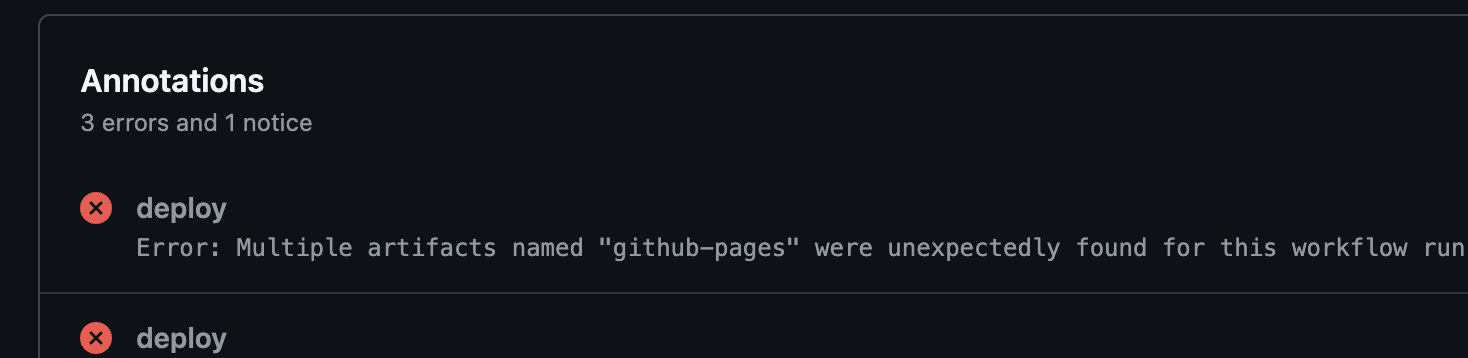 Annotations
3 errors and 1 notice
deploy
Error: Multiple artifacts named "github-pages" were unexpectedly found for this workflow run
deploy